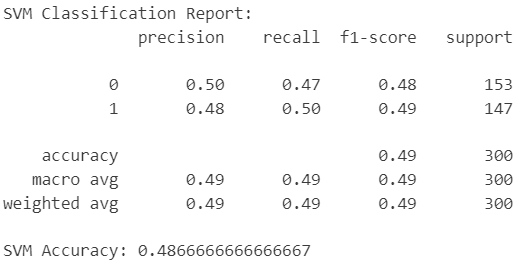 SVM Classification Report:
              precision    recall  f1-score   support

           0       0.50      0.47      0.48       153
           1       0.48      0.50      0.49       147

    accuracy                           0.49       300
   macro avg       0.49      0.49      0.49       300
weighted avg       0.49      0.49      0.49       300

SVM Accuracy: 0.4866666666666667